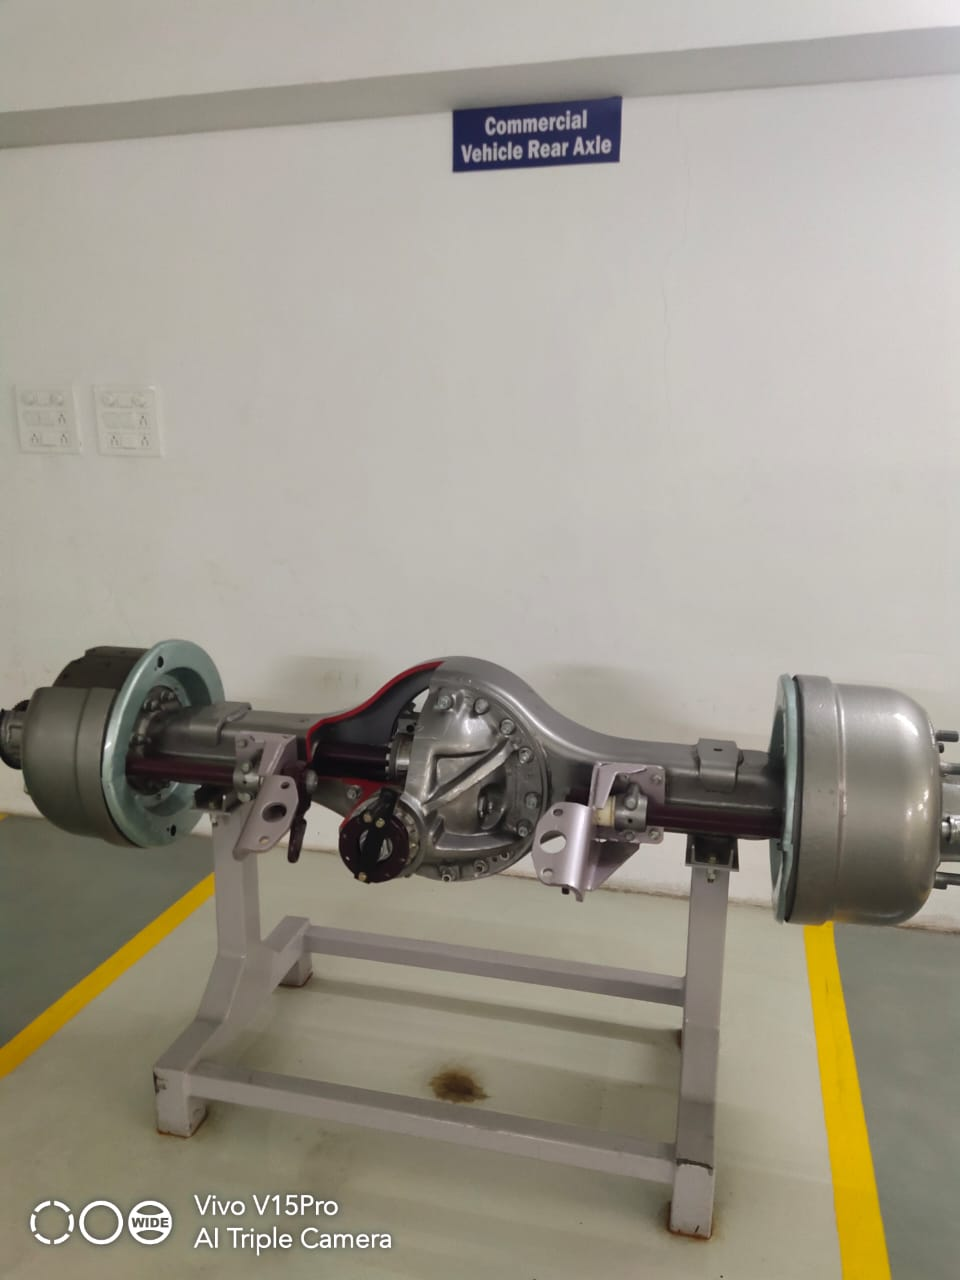 Commercial
Vehicle Rear Axle
WIDE
Vivo V15Pro
AI Triple Camera